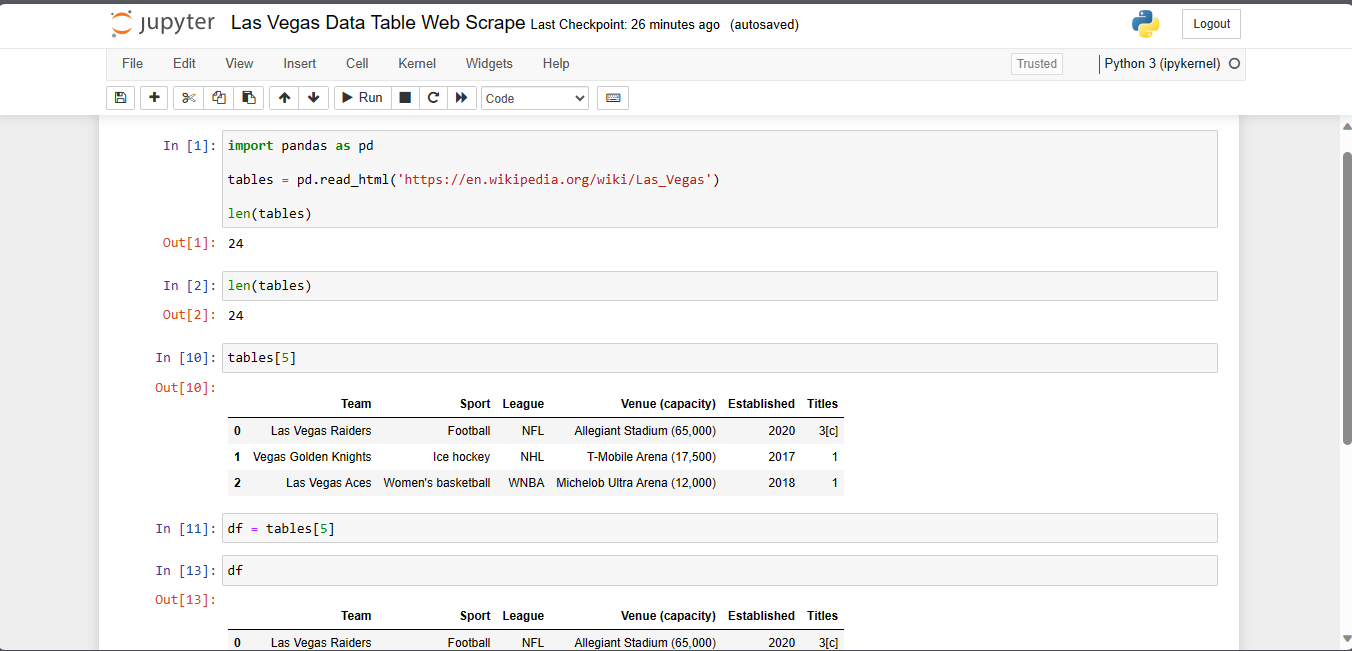 jupyter Las Vegas Data Table Web Scrape Last Checkpoint: 26 minutes ago (autosaved) Logout
File Edit View Insert Cell Kernel Widgets Help Trusted Python 3 (ipykernel)
Run Code
In [1]: import pandas as pd
tables = pd.read_html('https://en.wikipedia.org/wiki/Las_Vegas')
len(tables)
Out[1]: 24
In [2]: len(tables)
Out[2]: 24
In [10]: tables[5]
Out[10]:
Team Sport League Venue (capacity) Established Titles
0 Las Vegas Raiders Football NFL Allegiant Stadium (65,000) 2020 3[c]
1 Vegas Golden Knights Ice hockey NHL T-Mobile Arena (17,500) 2017 1
2 Las Vegas Aces Women's basketball WNBA Michelob Ultra Arena (12,000) 2018 1
In [11]: df = tables[5]
In [13]: df
Out[13]:
Team Sport League Venue (capacity) Established Titles
0 Las Vegas Raiders Football NFL Allegiant Stadium (65,000) 2020 3[c]